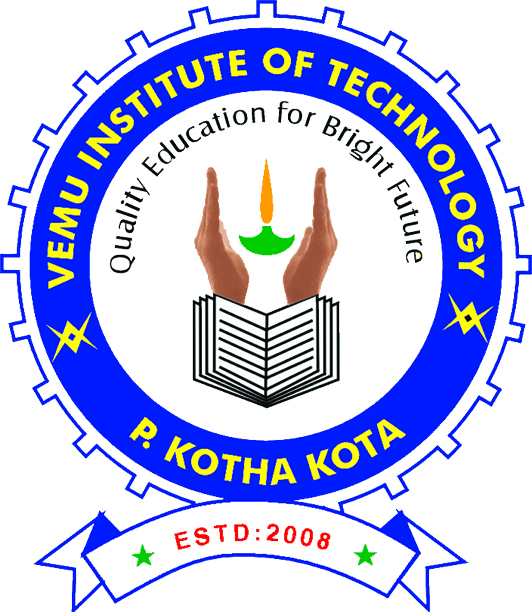 VEMU INSTITUTE OF TECHNOLOGY
Quality Education for Bright Future
P. KOTHA KOTA
ESTD:2008